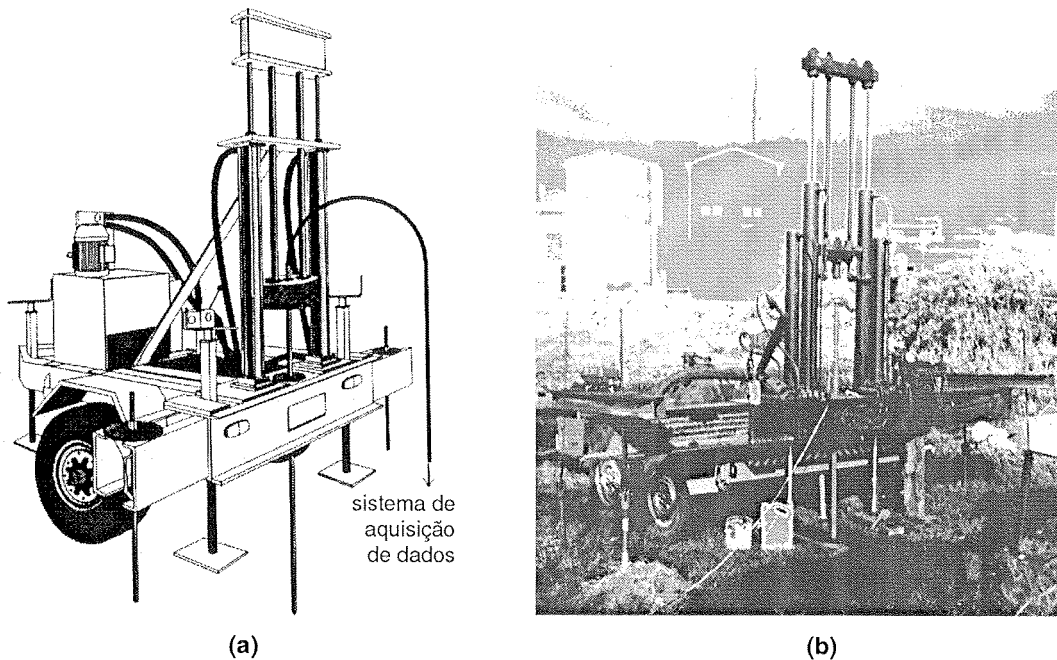 sistema de
aquisição
de dados
(a)
(b)